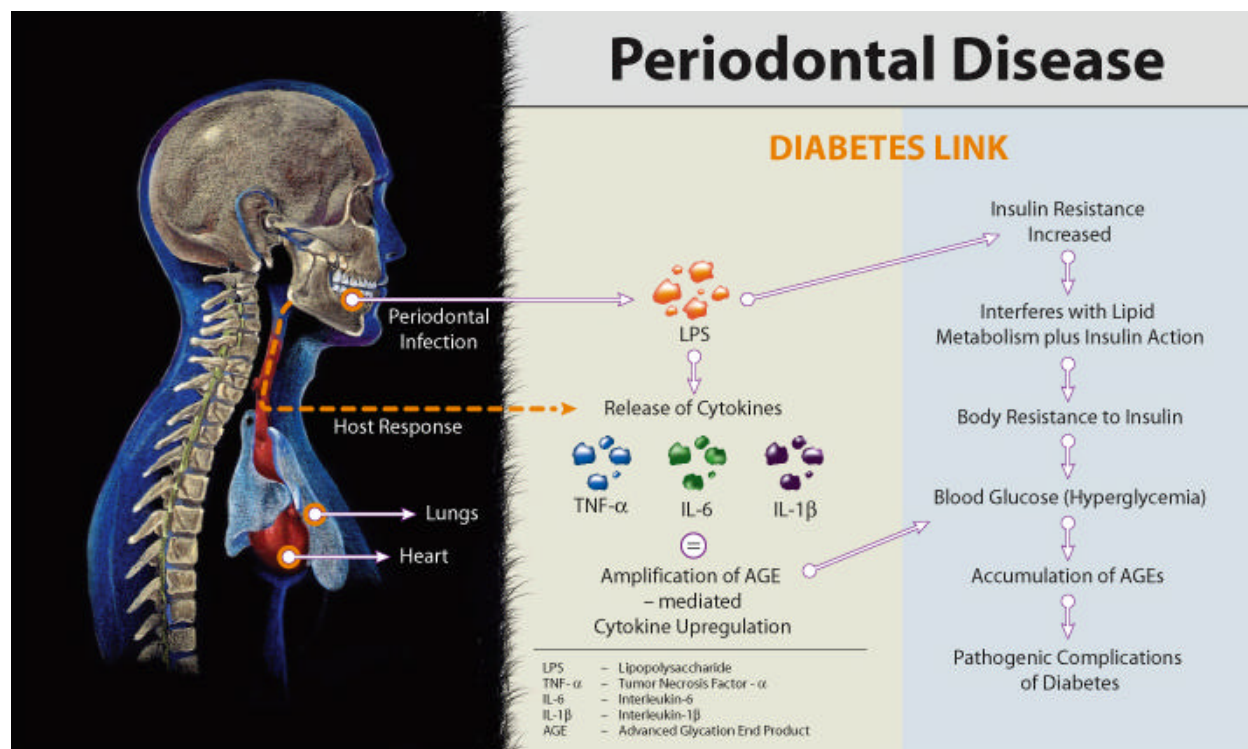 Periodontal Disease
DIABETES LINK
Periodontal
Infection
Host Response
Lungs
Heart
LPS
Release of Cytokines
TNF-α
IL-6
IL-1β
=
Amplification of AGE
– mediated
Cytokine Upregulation
LPS – Lipopolysaccharide
TNF- α – Tumor Necrosis Factor - α
IL-6 – Interleukin-6
IL-1β – Interleukin-1β
AGE – Advanced Glycation End Product
Insulin Resistance
Increased
Interferes with Lipid
Metabolism plus Insulin Action
Body Resistance to Insulin
Blood Glucose (Hyperglycemia)
Accumulation of AGEs
Pathogenic Complications
of Diabetes